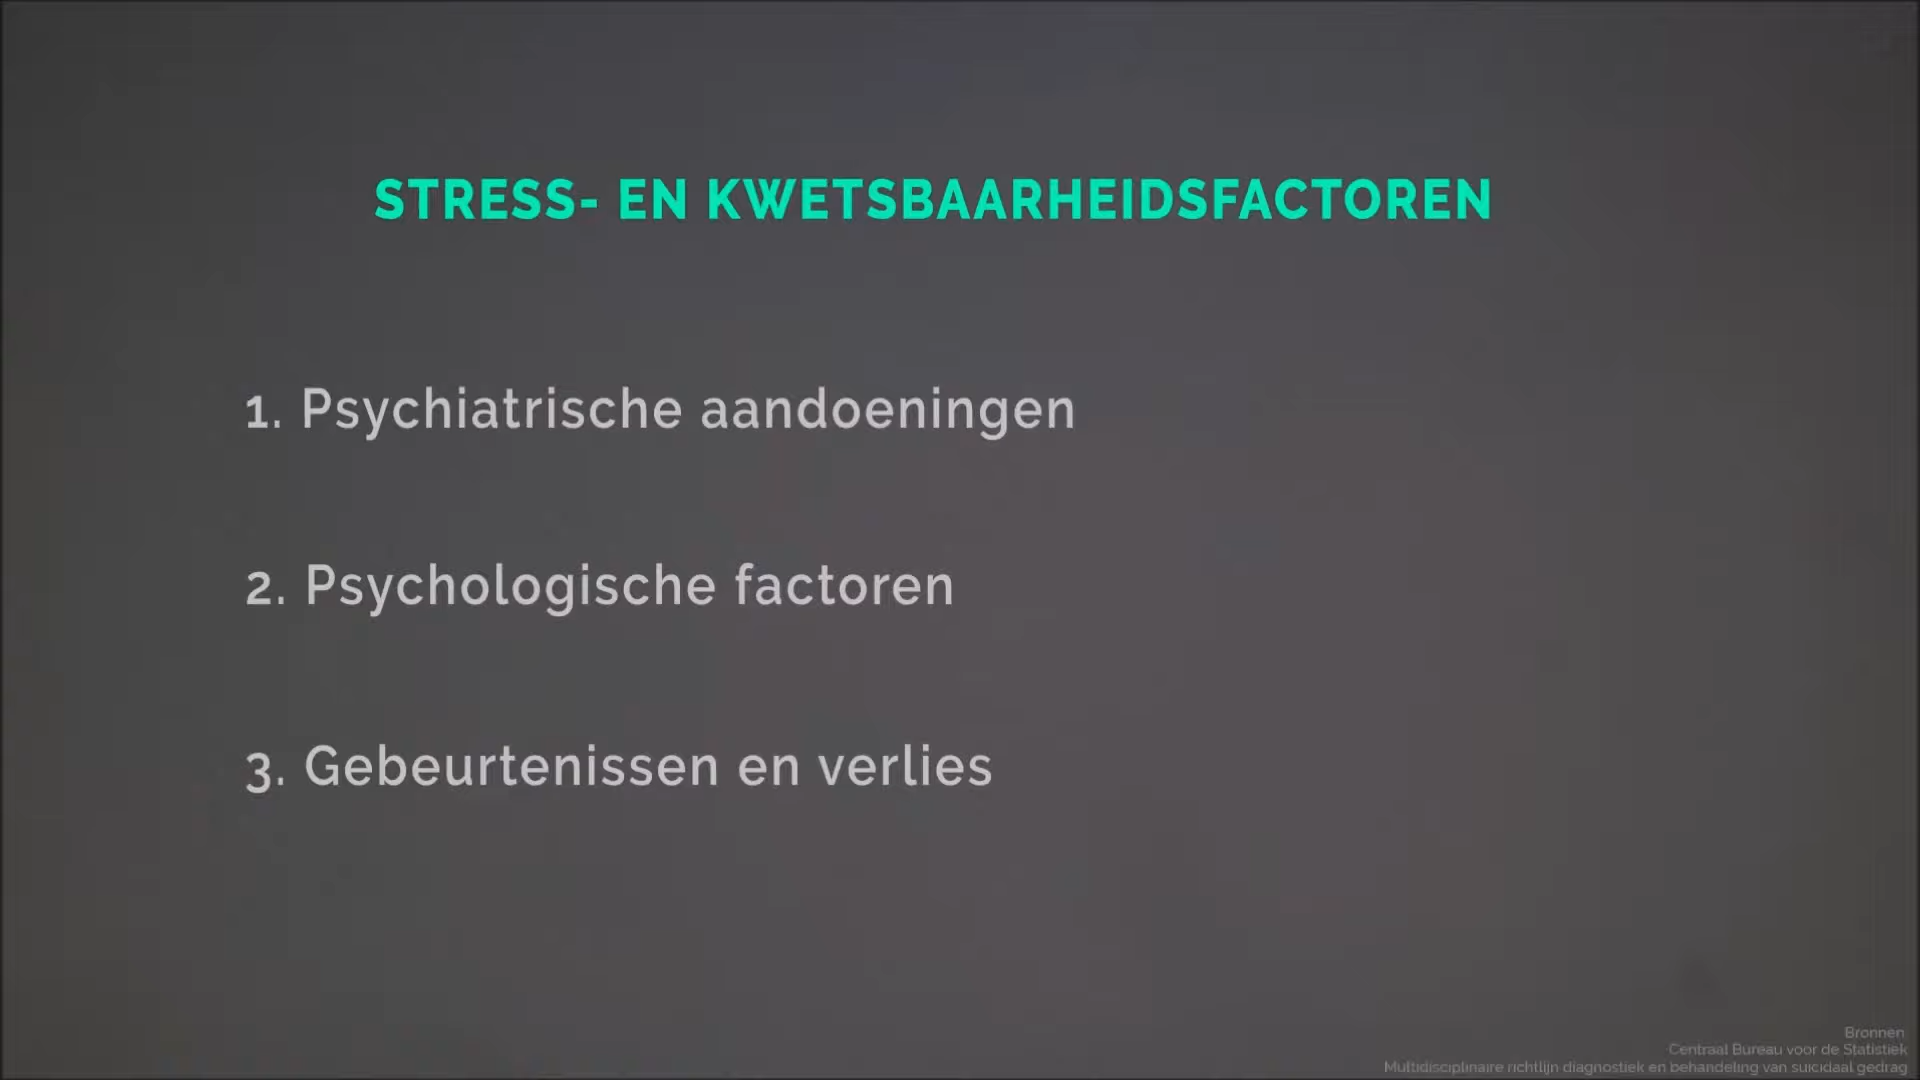 STRESS- EN KWETSBAARHEIDSFACTOREN
1. Psychiatrische aandoeningen
2. Psychologische factoren
3. Gebeurtenissen en verlies
Bronnen
Centraal Bureau voor de Statistiek
Multidisciplinaire richtlijn diagnostiek en behandeling van suicidaal gedrag